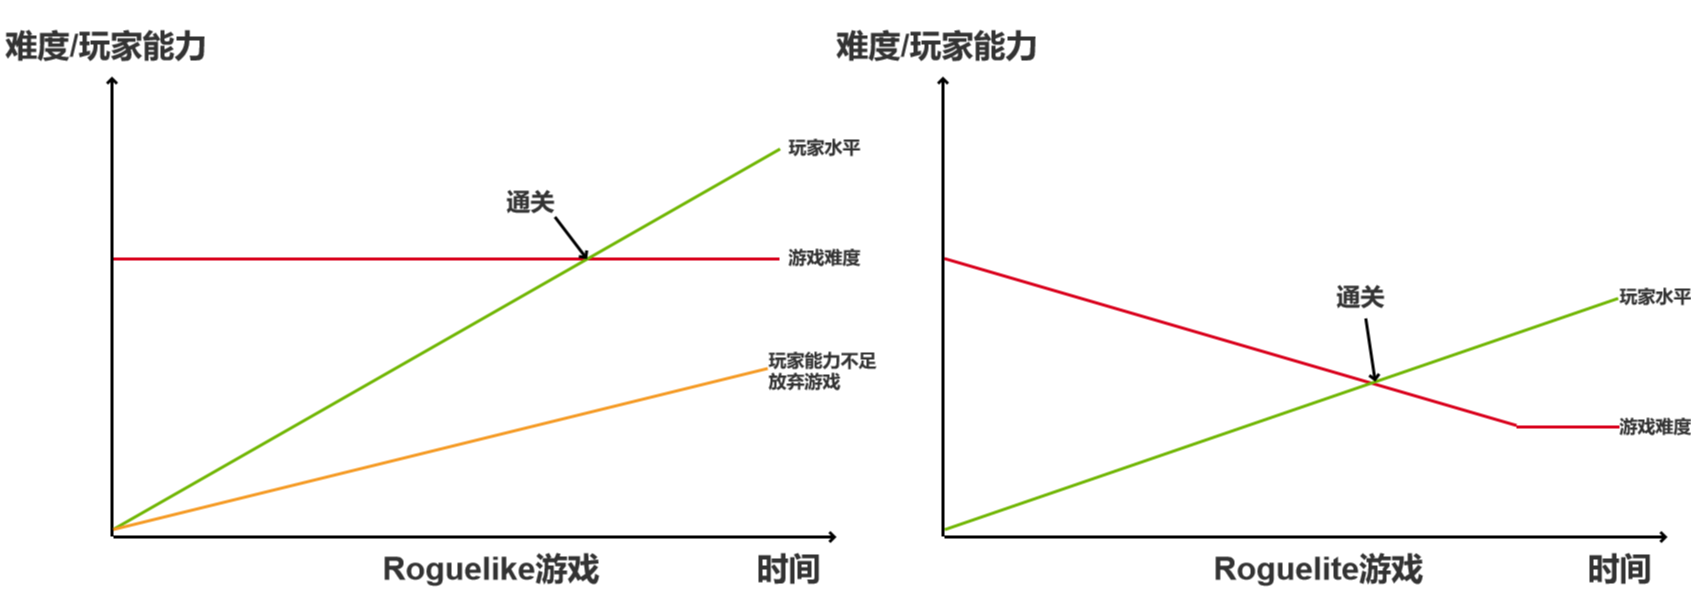 难度/玩家能力
玩家水平
通关
游戏难度
玩家能力不足
放弃游戏
Roguelike游戏
时间
难度/玩家能力
通关
玩家水平
游戏难度
Roguelite游戏
时间